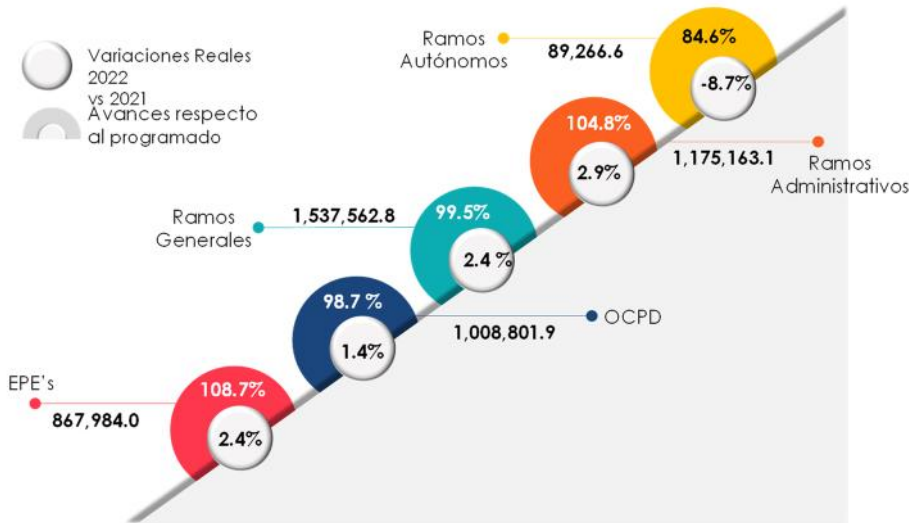 Variaciones Reales
2022
vs 2021
Avances respecto
al programado
Ramos
Autónomos
89,266.6
84.6%
-8.7%
104.8%
2.9%
1,175,163.1
Ramos
Administrativos
Ramos
Generales
1,537,562.8
99.5%
2.4 %
98.7 %
1.4%
1,008,801.9
OCPD
EPE's
867,984.0
108.7%
2.4%